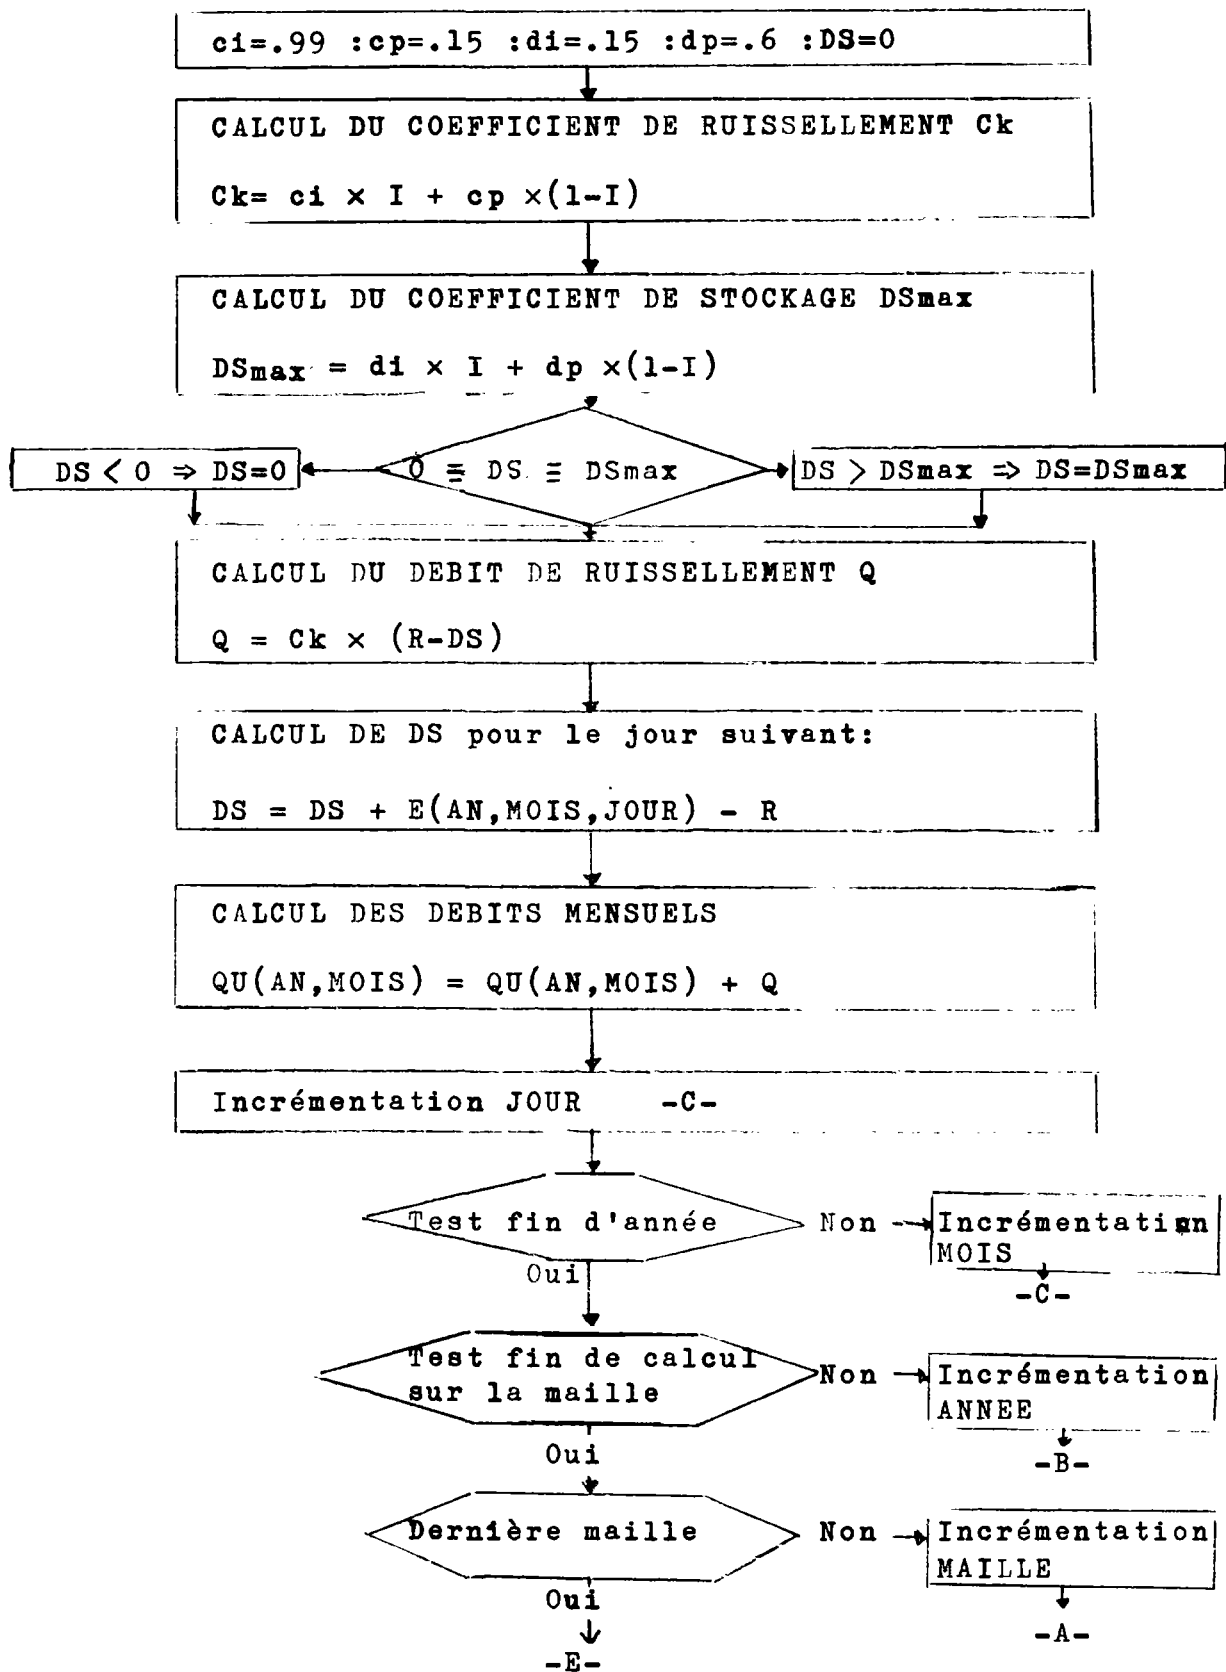 ci=.99 :cp=.15 :di=.15 :dp=.6 :DS=0
CALCUL DU COEFFICIENT DE RUISSELLEMENT Ck
Ck= ci × I + cp ×(1-I)
CALCUL DU COEFFICIENT DE STOCKAGE DSmax
DSmax = di × I + dp ×(1-I)
DS < 0 ⇒ DS=0
0 ≡ DS ≡ DSmax
DS > DSmax ⇒ DS=DSmax
CALCUL DU DEBIT DE RUISSELLEMENT Q
Q = Ck × (R-DS)
CALCUL DE DS pour le jour suivant:
DS = DS + E(AN,MOIS,JOUR) - R
CALCUL DES DEBITS MENSUELS
QU(AN,MOIS) = QU(AN,MOIS) + Q
Incrémentation JOUR -C-
Test fin d'année
Non
Incrémentation
MOIS
Oui
-C-
Test fin de calcul
sur la maille
Non
Incrémentation
ANNEE
Oui
-B-
Dernière maille
Non
Incrémentation
MAILLE
Oui
-A-
-E-